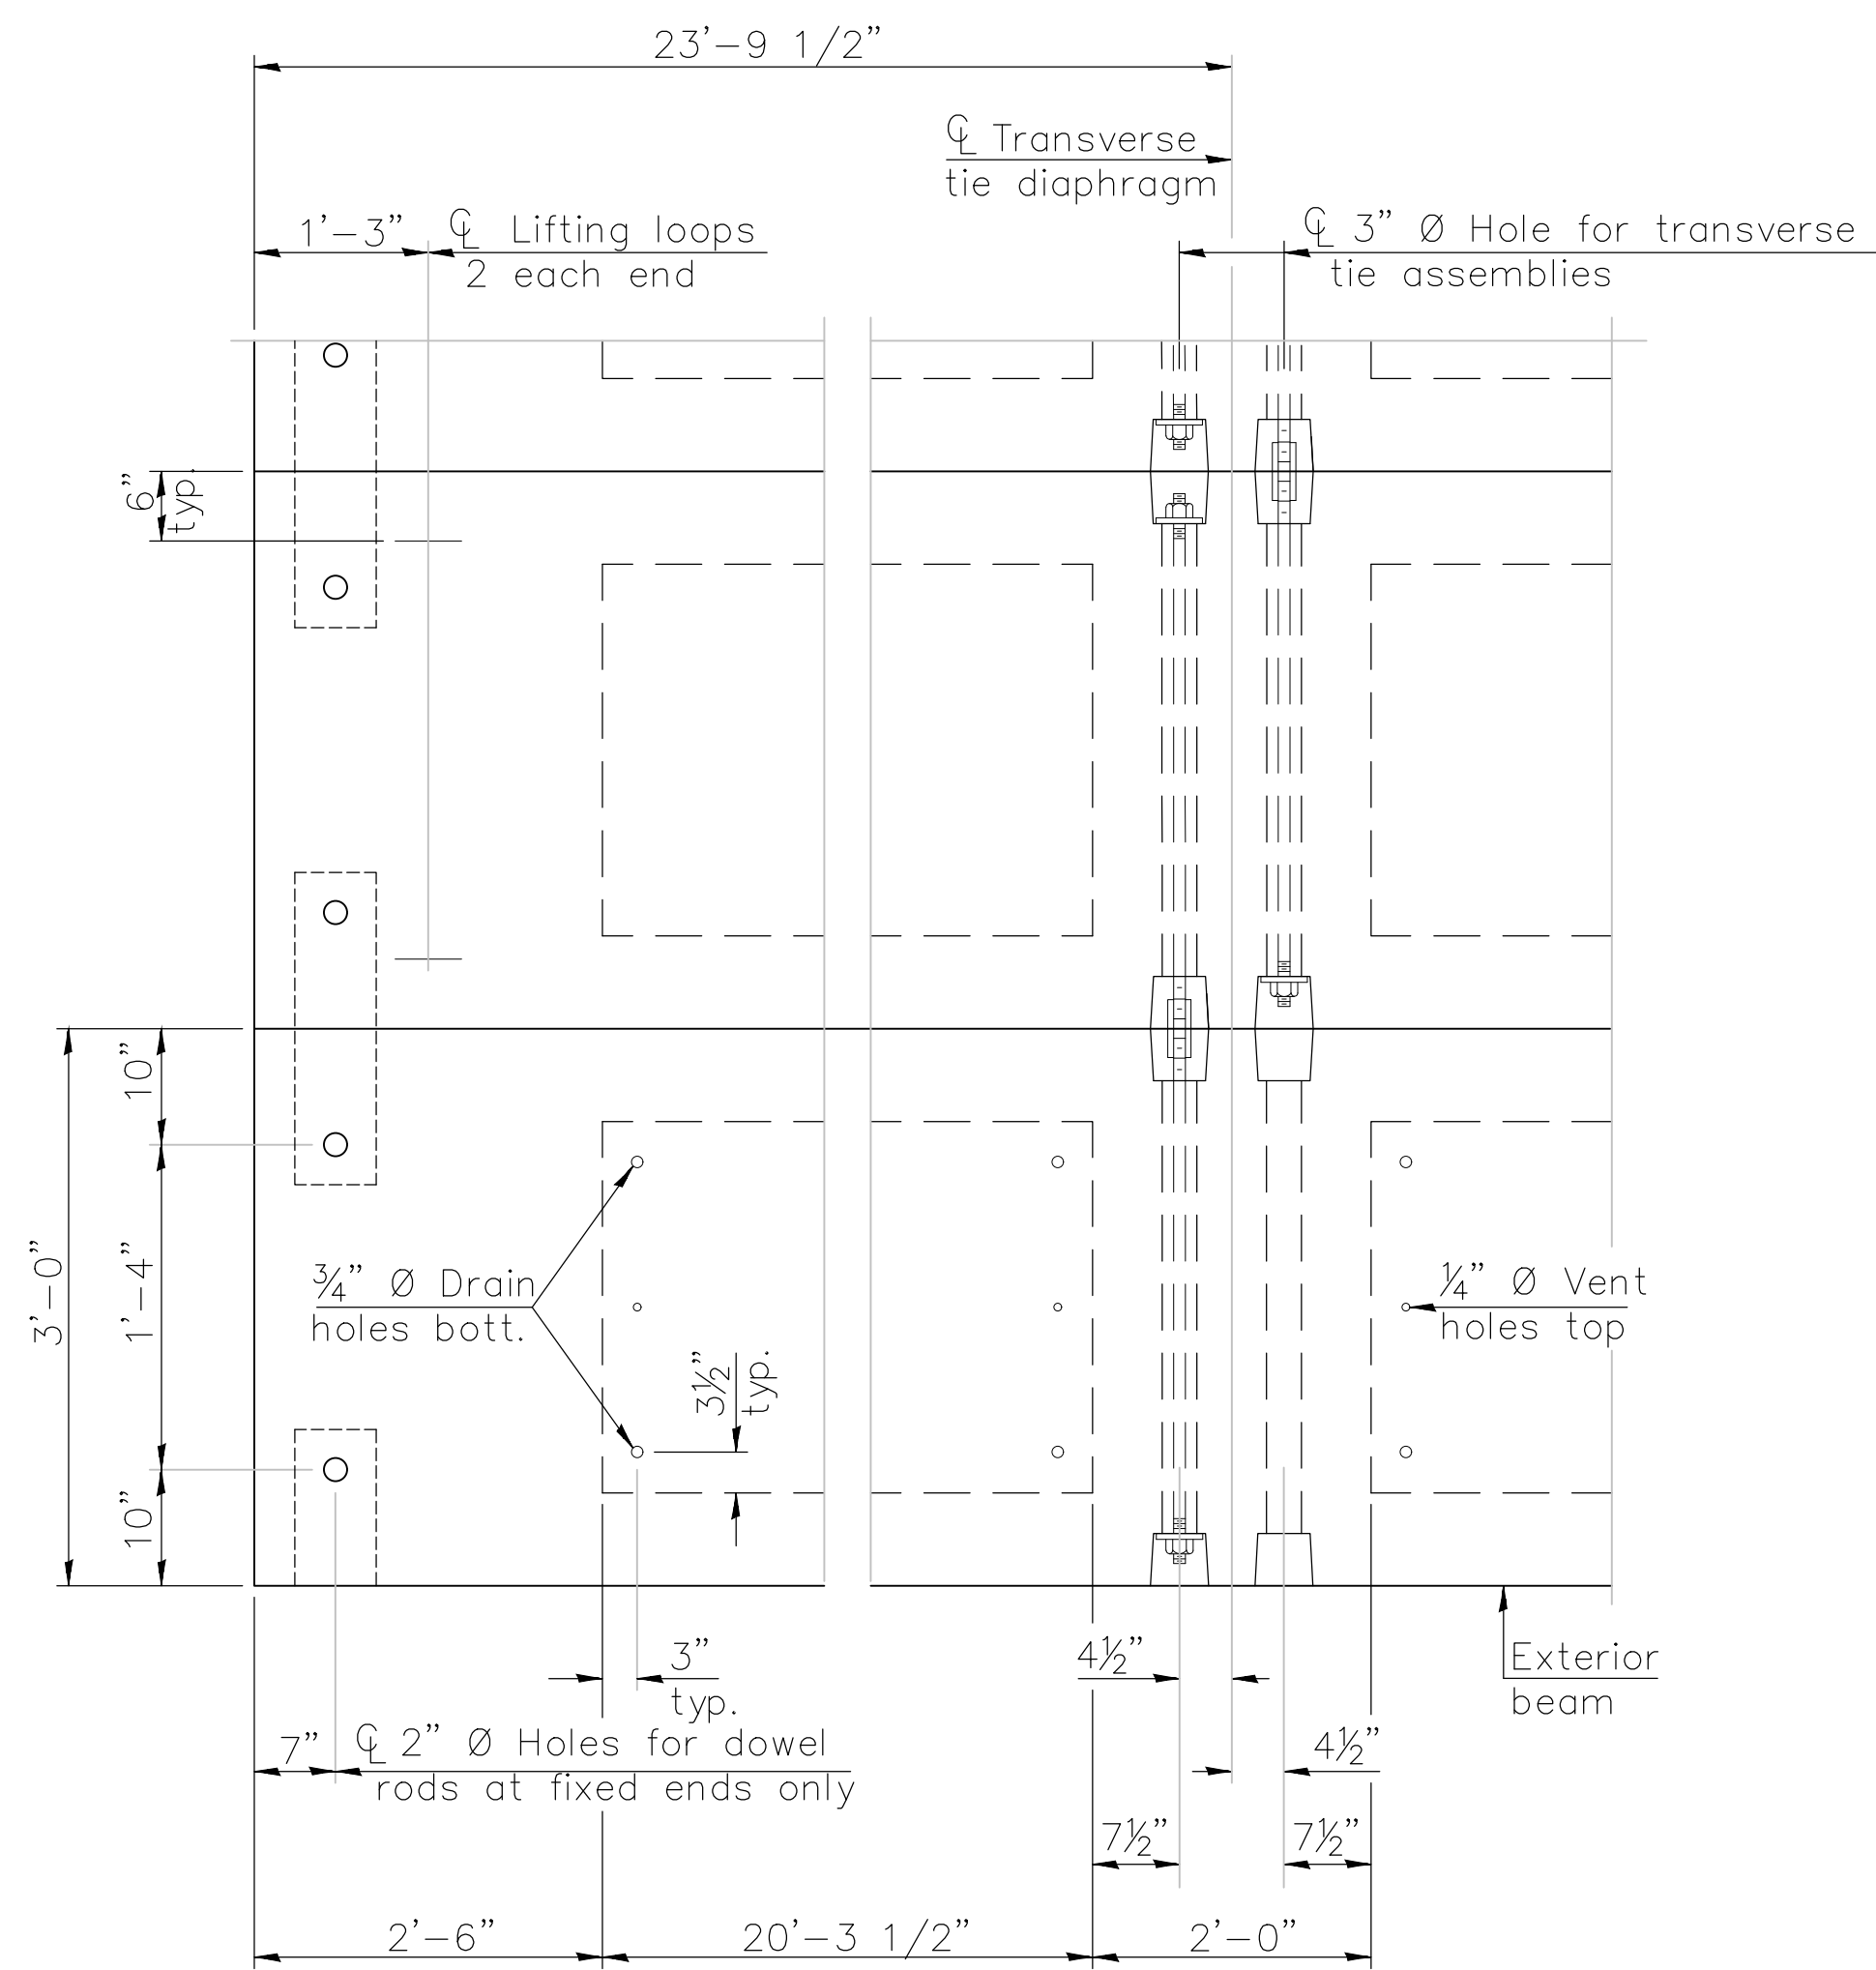 23'-9 1/2"
℄ Transverse
tie diaphragm
1'-3"
℄ Lifting loops
2 each end
℄ 3" Ø Hole for transverse
tie assemblies
6"
typ.
10"
3'-0"
1'-4"
10"
¾" Ø Drain
holes bott.
3½"
typ.
¼" Ø Vent
holes top
3"
typ.
4½"
Exterior
beam
7"
℄ 2" Ø Holes for dowel
rods at fixed ends only
4½"
7½"
7½"
2'-6"
20'-3 1/2"
2'-0"